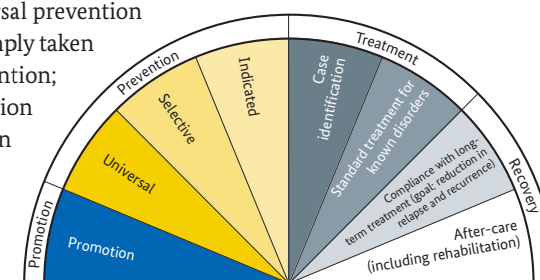 rsal prevention
mply taken
ention;
ion
n
Promotion
Prevention
Treatment
Recovery
Promotion
Universal
Selective
Indicated
Case
identification
Standard treatment for
known disorders
Compliance with long-
term treatment (goal: reduction in
relapse and recurrence)
After-care
(including rehabilitation)